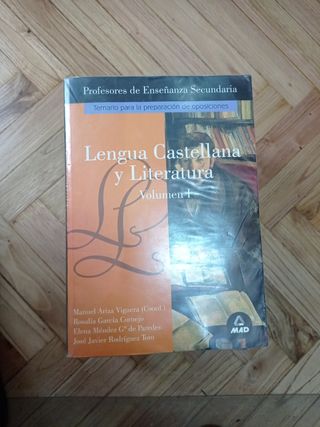 Profesores de Enseñanza Secundaria
Temario para la preparación de oposiciones
Lengua Castellana
y Literatura
Volumen I
Manuel Ariza Viguera (Coord.)
Rosalía García Cornejo
Elena Méndez Gª de Paredes
José Javier Rodríguez Toro
MAD